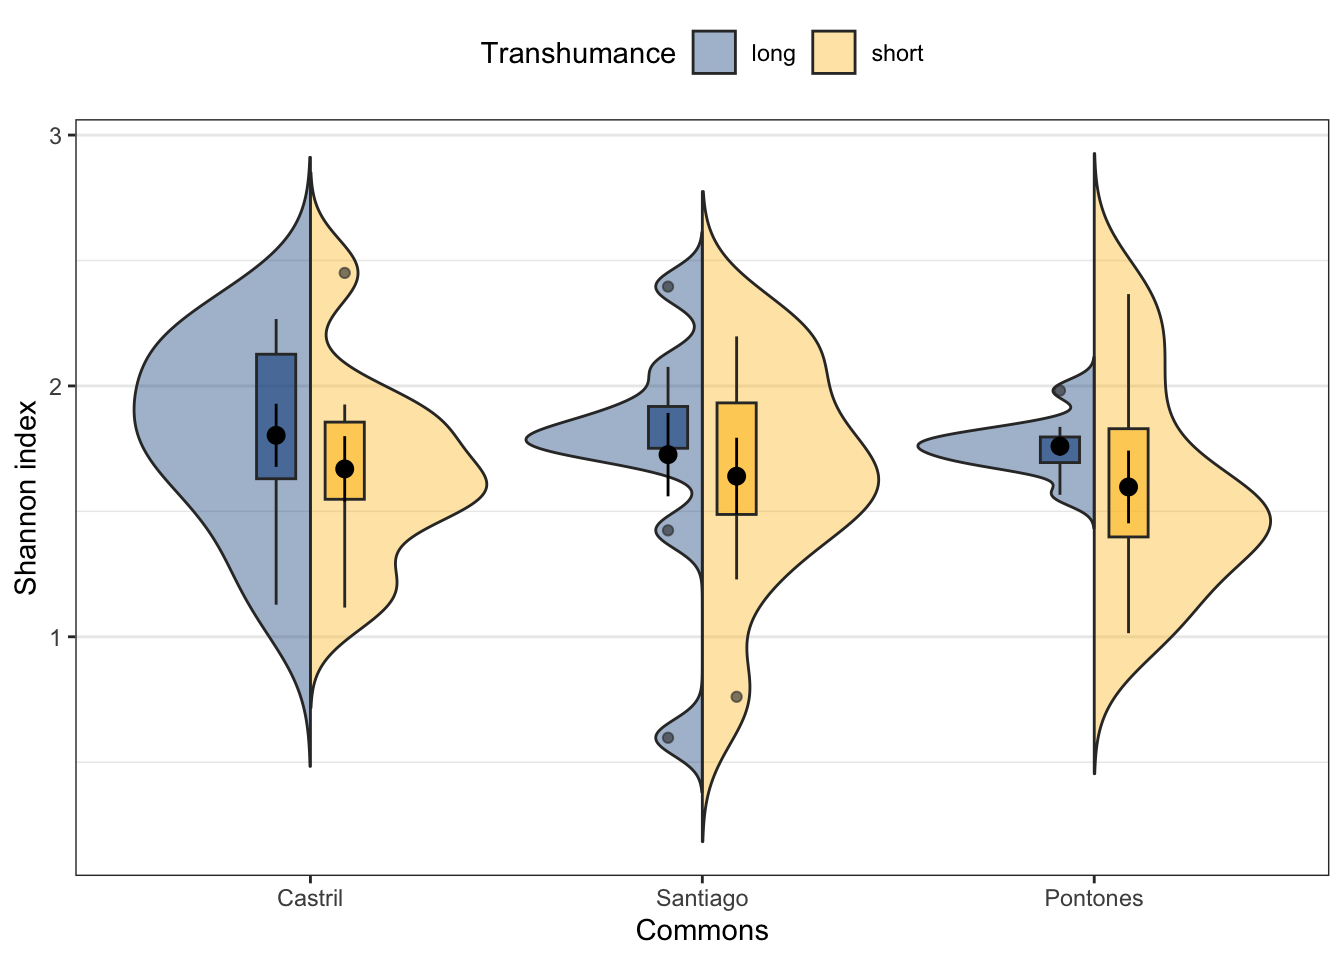 Transhumance long short
3
2
1
Shannon index
Castril Santiago Pontones
Commons